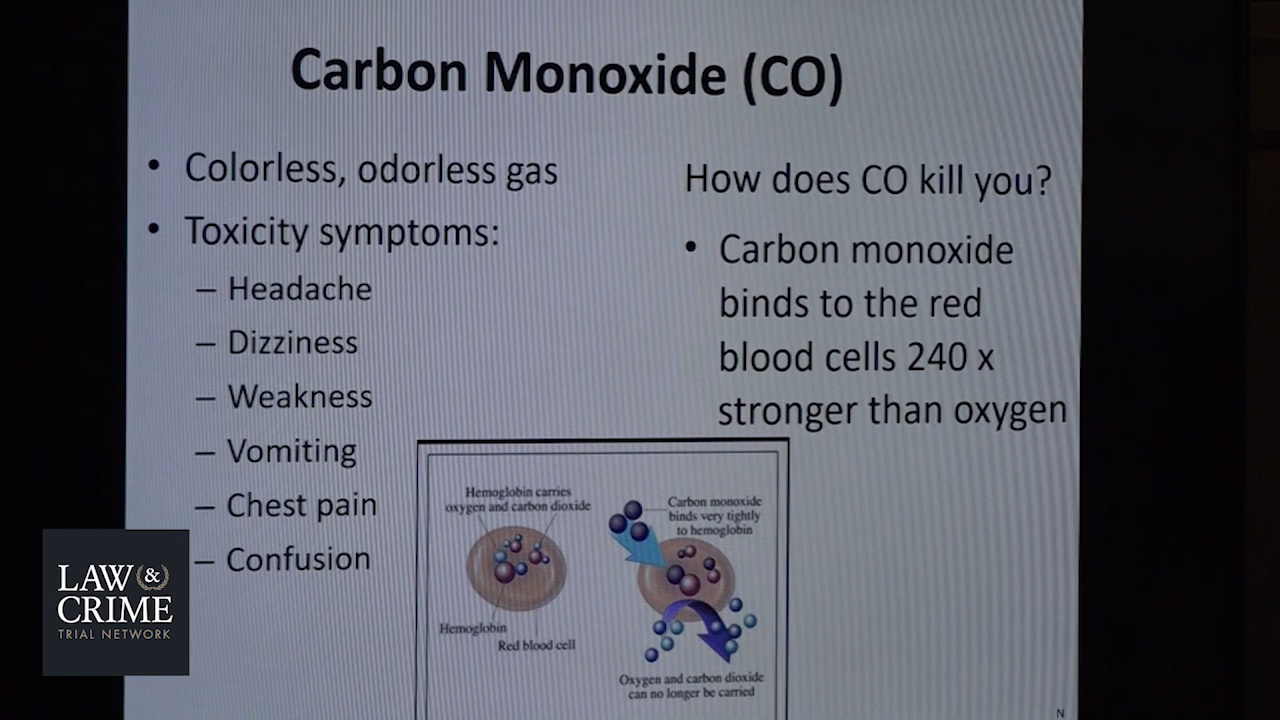 Carbon Monoxide (CO)
• Colorless, odorless gas
• Toxicity symptoms:
– Headache
– Dizziness
– Weakness
– Vomiting
– Chest pain
– Confusion
How does CO kill you?
• Carbon monoxide
binds to the red
blood cells 240 x
stronger than oxygen
Hemoglobin carries
oxygen and carbon dioxide
Hemoglobin
Red blood cell
Carbon monoxide
binds very tightly
to hemoglobin
Oxygen and carbon dioxide
can no longer be carried
N
LAW &
CRIME
TRIAL NETWORK